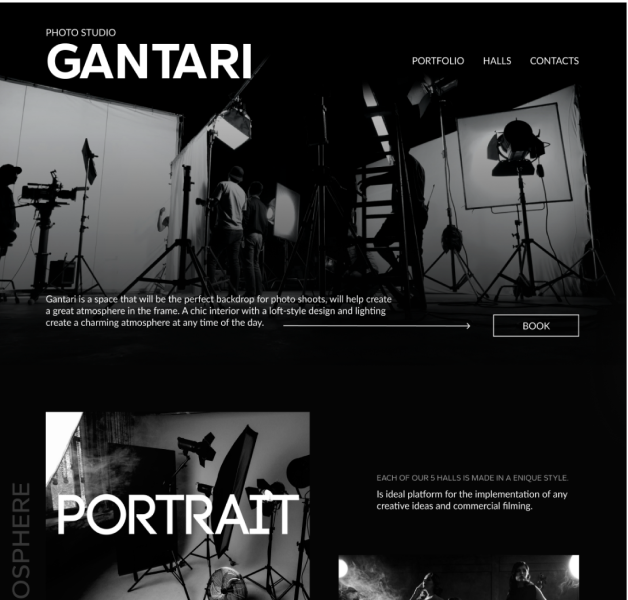 PHOTO STUDIO
GANTARI
PORTFOLIO HALLS CONTACTS
Gantari is a space that will be the perfect backdrop for photo shoots, will help create
a great atmosphere in the frame. A chic interior with a loft-style design and lighting
create a charming atmosphere at any time of the day.
BOOK
PORTRAIT
EACH OF OUR 5 HALLS IS MADE IN A ENIQUE STYLE.
Is ideal platform for the implementation of any
creative ideas and commercial filming.
OSPHERE